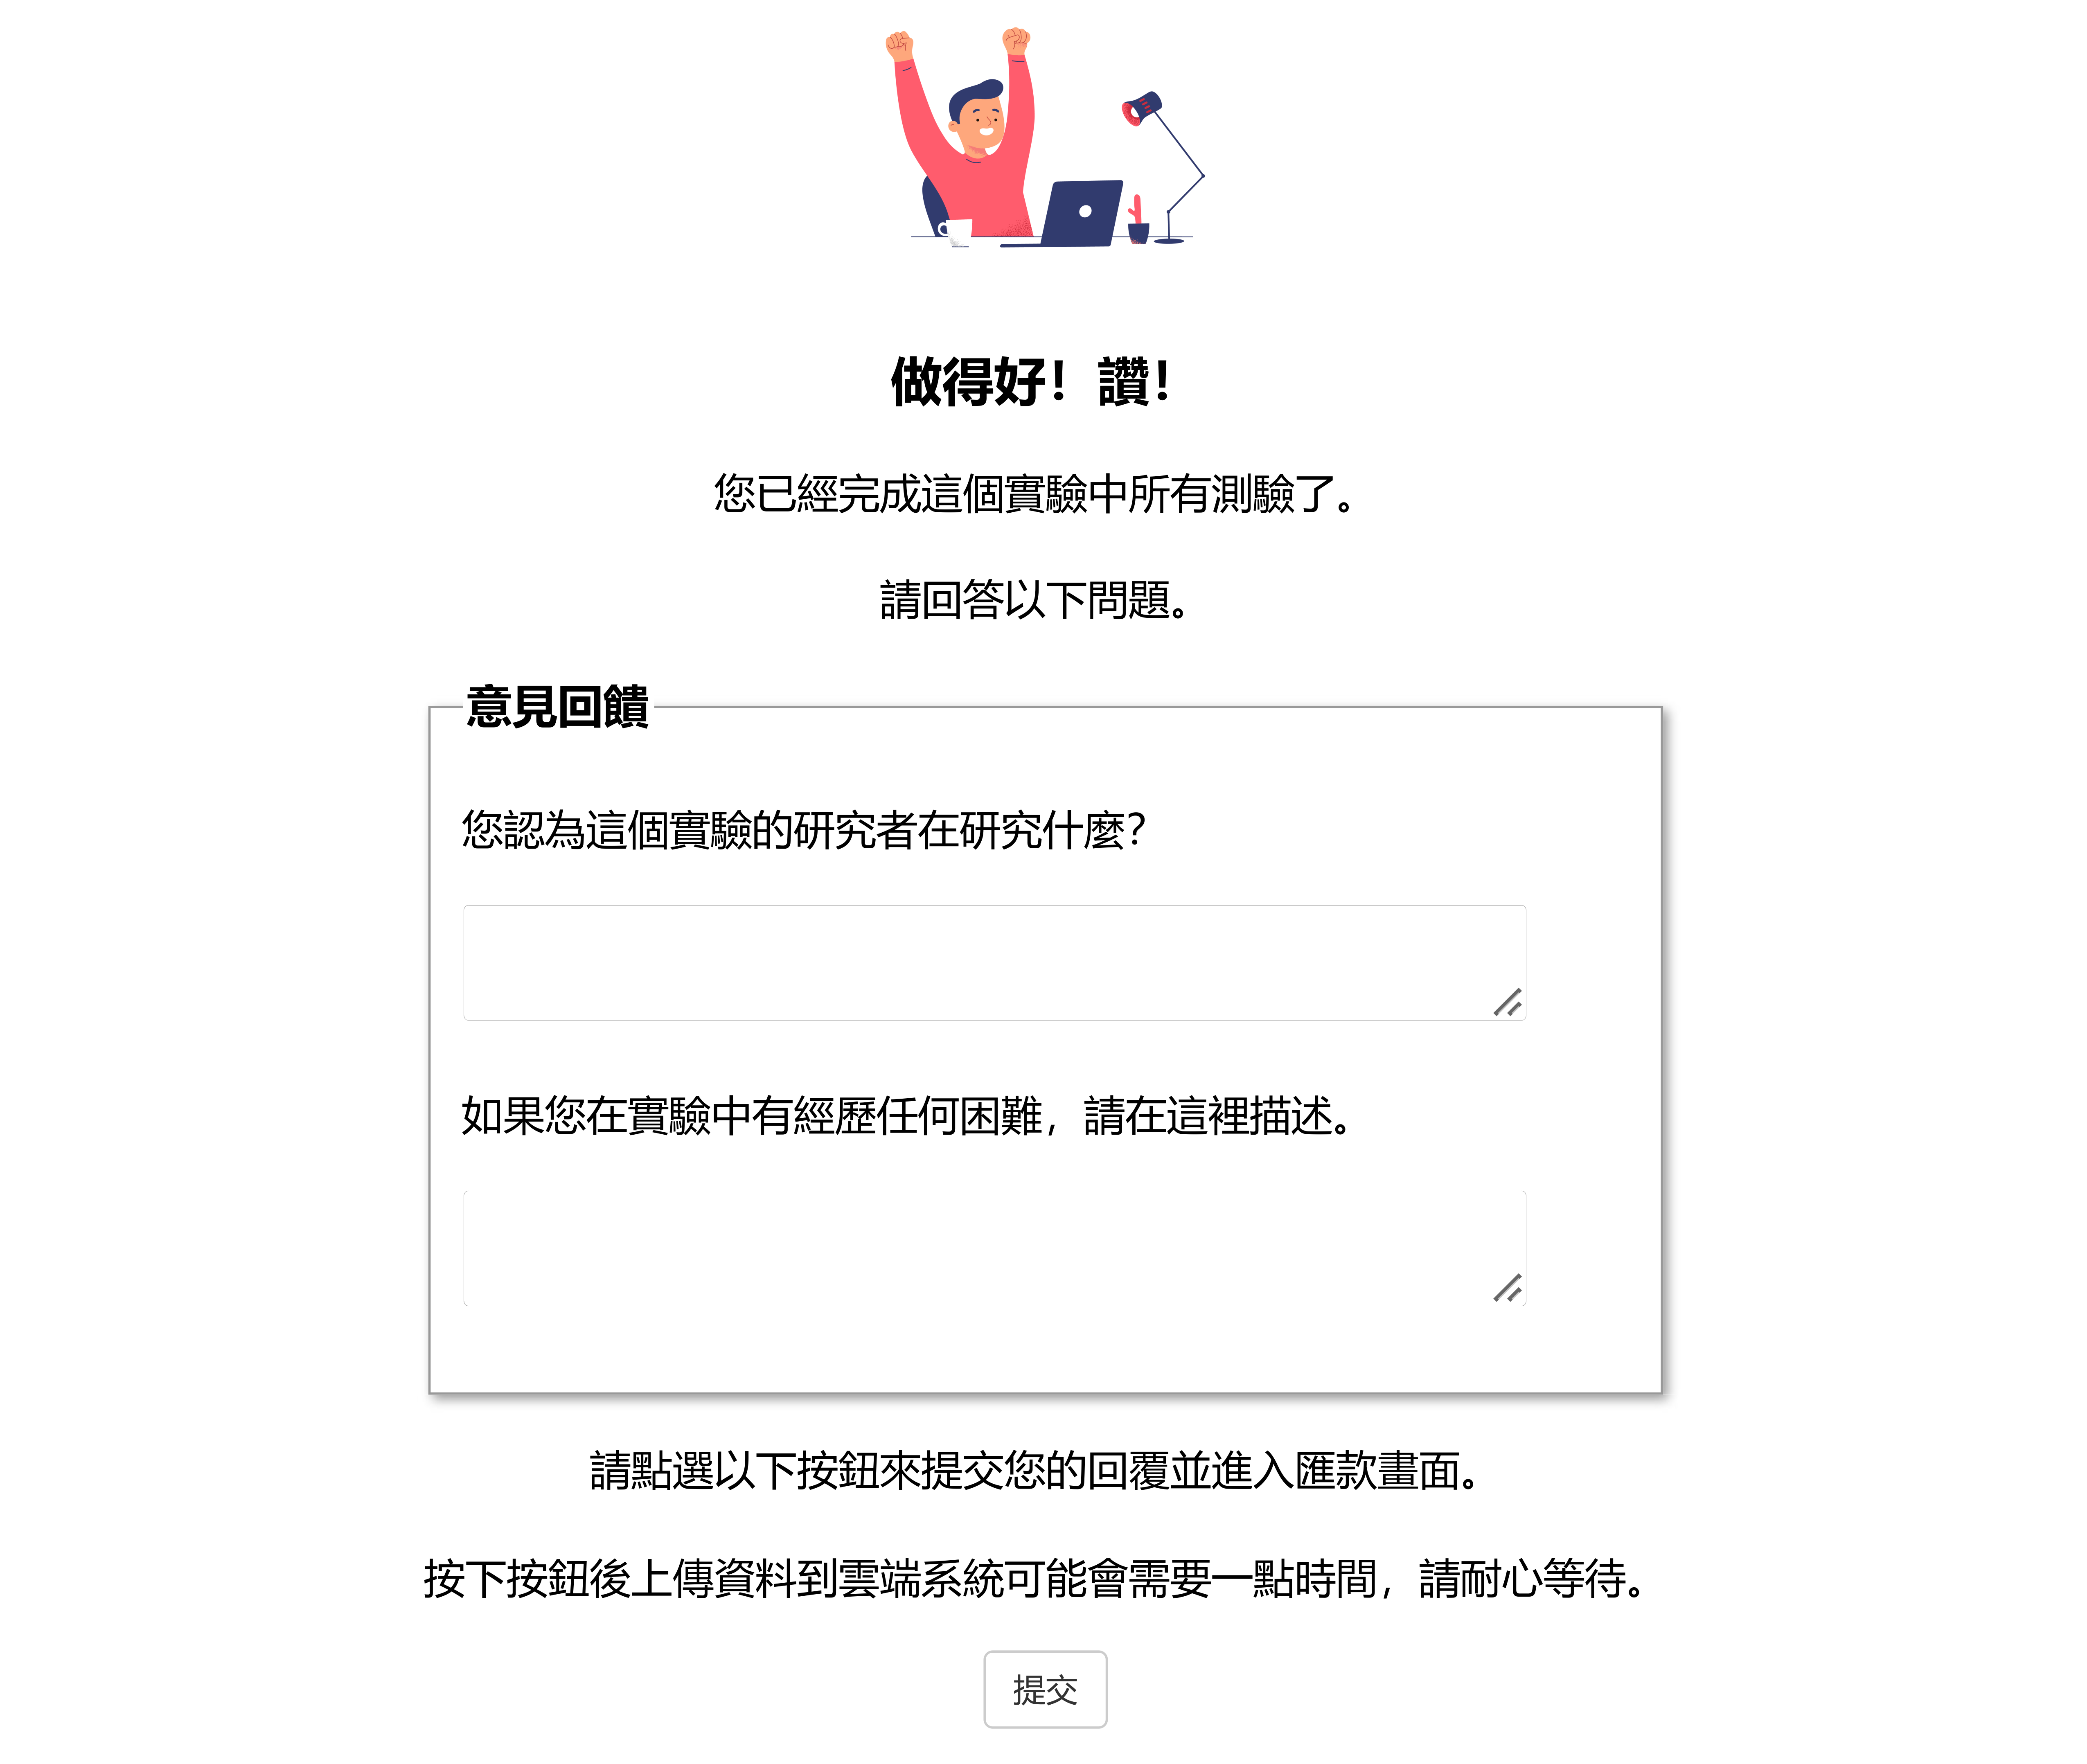 做得好！讚！
您已經完成這個實驗中所有測驗了。
請回答以下問題。
意見回饋
您認為這個實驗的研究者在研究什麼？
如果您在實驗中有經歷任何困難，請在這裡描述。
請點選以下按鈕來提交您的回覆並進入匯款畫面。
按下按鈕後上傳資料到雲端系統可能會需要一點時間，請耐心等待。
提交